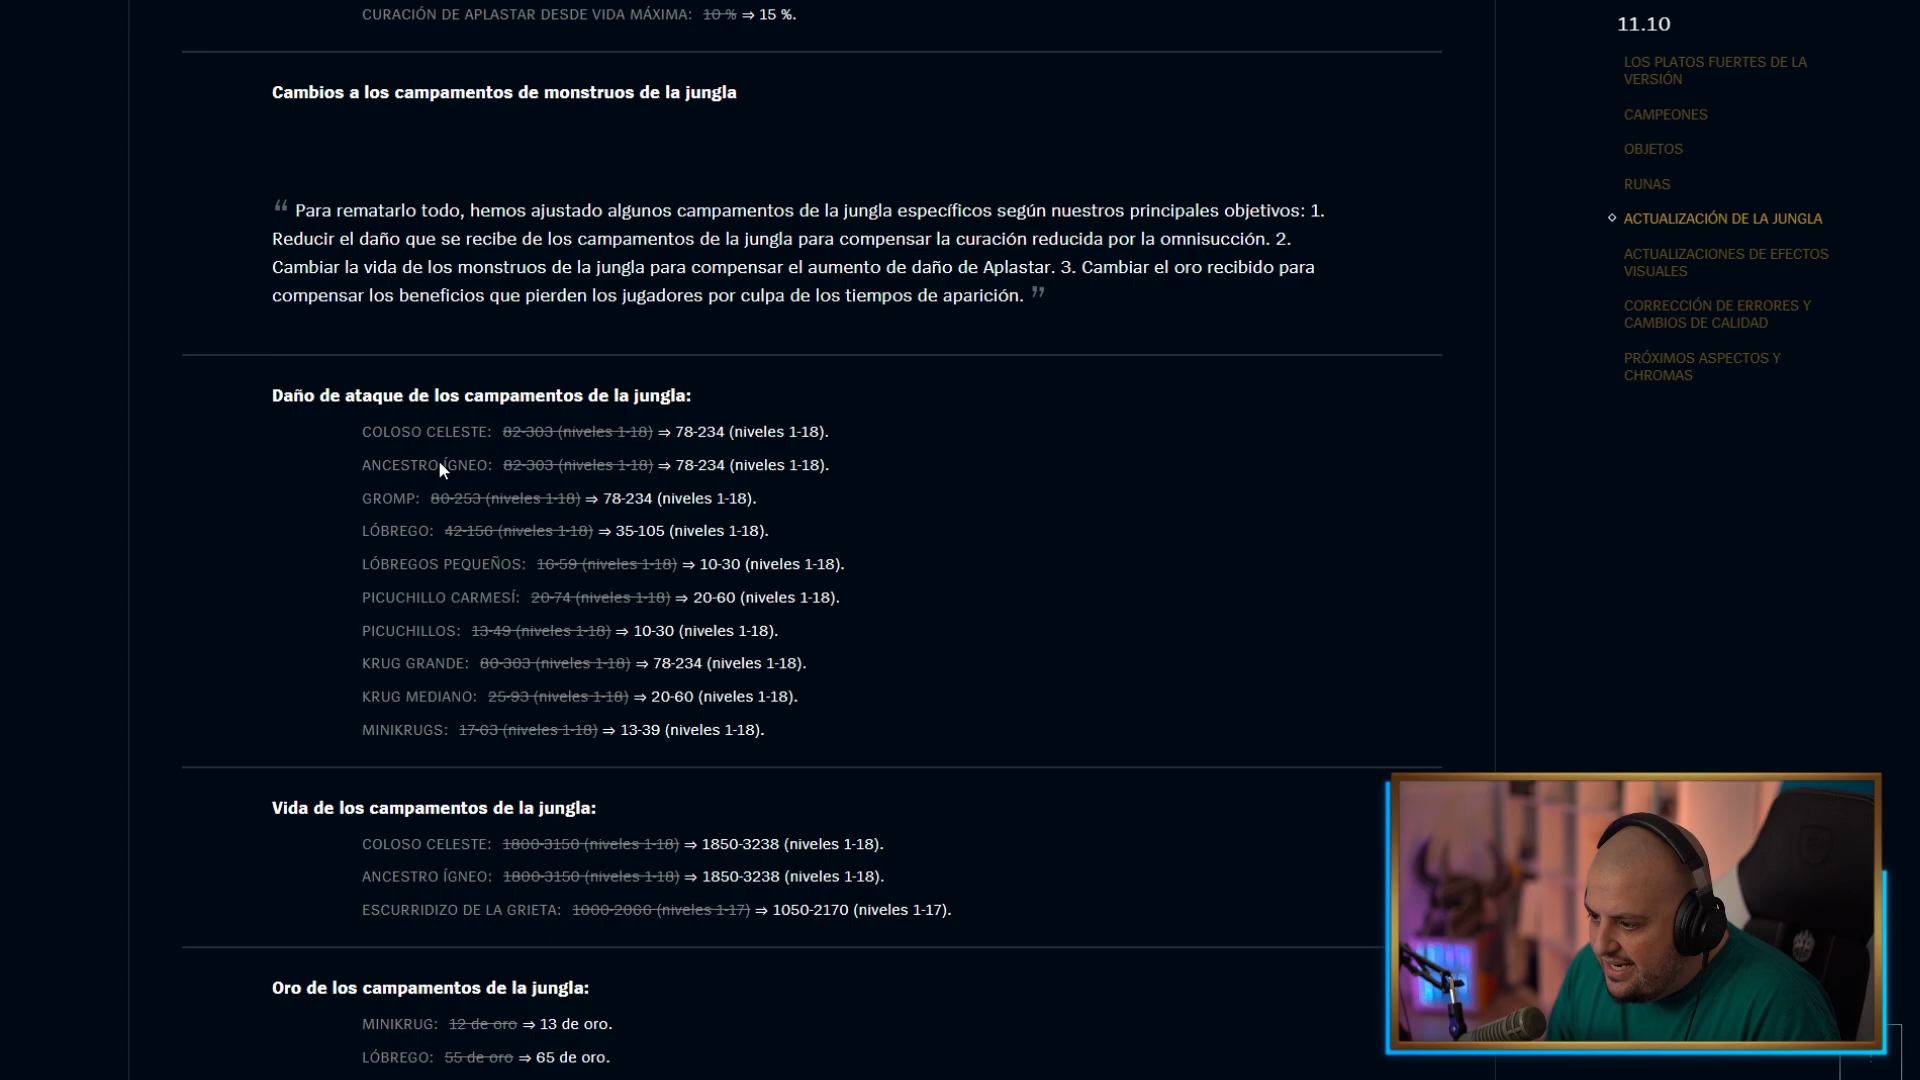 CURACIÓN DE APLASTAR DESDE VIDA MÁXIMA: 10 % ⇒ 15 %.
Cambios a los campamentos de monstruos de la jungla
“ Para rematarlo todo, hemos ajustado algunos campamentos de la jungla específicos según nuestros principales objetivos: 1.
Reducir el daño que se recibe de los campamentos de la jungla para compensar la curación reducida por la omnisucción. 2.
Cambiar la vida de los monstruos de la jungla para compensar el aumento de daño de Aplastar. 3. Cambiar el oro recibido para
compensar los beneficios que pierden los jugadores por culpa de los tiempos de aparición. ”
Daño de ataque de los campamentos de la jungla:
COLOSO CELESTE: 82-303 (niveles 1-18) ⇒ 78-234 (niveles 1-18).
ANCESTRO ÍGNEO: 82-303 (niveles 1-18) ⇒ 78-234 (niveles 1-18).
GROMP: 80-253 (niveles 1-18) ⇒ 78-234 (niveles 1-18).
LÓBREGO: 42-156 (niveles 1-18) ⇒ 35-105 (niveles 1-18).
LÓBREGOS PEQUEÑOS: 16-59 (niveles 1-18) ⇒ 10-30 (niveles 1-18).
PICUCHILLO CARMESÍ: 20-74 (niveles 1-18) ⇒ 20-60 (niveles 1-18).
PICUCHILLOS: 13-49 (niveles 1-18) ⇒ 10-30 (niveles 1-18).
KRUG GRANDE: 80-303 (niveles 1-18) ⇒ 78-234 (niveles 1-18).
KRUG MEDIANO: 25-93 (niveles 1-18) ⇒ 20-60 (niveles 1-18).
MINIKRUGS: 17-63 (niveles 1-18) ⇒ 13-39 (niveles 1-18).
Vida de los campamentos de la jungla:
COLOSO CELESTE: 1800-3150 (niveles 1-18) ⇒ 1850-3238 (niveles 1-18).
ANCESTRO ÍGNEO: 1800-3150 (niveles 1-18) ⇒ 1850-3238 (niveles 1-18).
ESCURRIDIZO DE LA GRIETA: 1000-2066 (niveles 1-17) ⇒ 1050-2170 (niveles 1-17).
Oro de los campamentos de la jungla:
MINIKRUG: 12 de oro ⇒ 13 de oro.
LÓBREGO: 55 de oro ⇒ 65 de oro.
11.10
LOS PLATOS FUERTES DE LA
VERSIÓN
CAMPEONES
OBJETOS
RUNAS
ACTUALIZACIÓN DE LA JUNGLA
ACTUALIZACIONES DE EFECTOS
VISUALES
CORRECCIÓN DE ERRORES Y
CAMBIOS DE CALIDAD
PRÓXIMOS ASPECTOS Y
CHROMAS